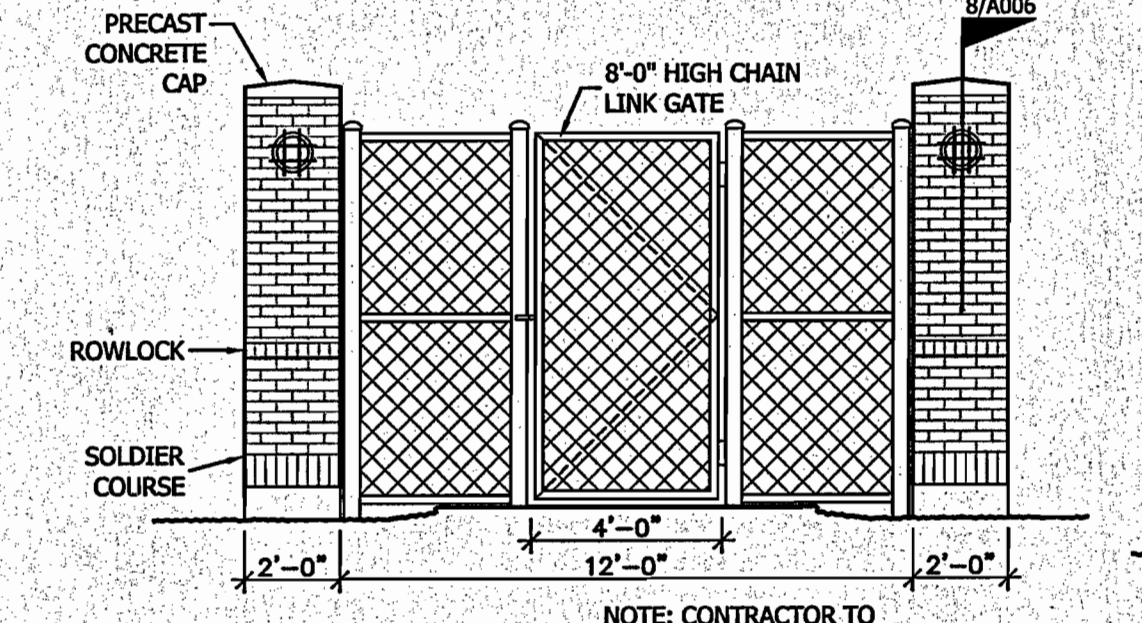 8/A006
PRECAST
CONCRETE
CAP
8'-0" HIGH CHAIN
LINK GATE
ROWLOCK
SOLDIER
COURSE
4'-0"
2'-0"
12'-0"
2'-0"
NOTE: CONTRACTOR TO